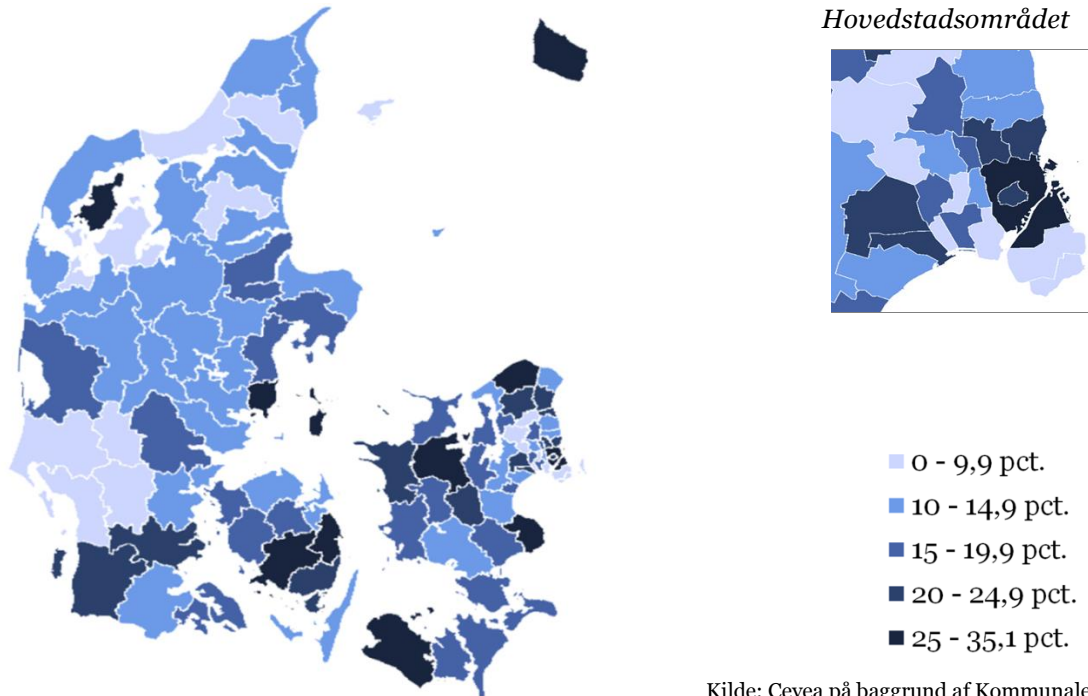 Hovedstadsområdet
0 - 9,9 pct.
10 - 14,9 pct.
15 - 19,9 pct.
20 - 24,9 pct.
25 - 35,1 pct.
Kilde: Cevea på baggrund af Kommunale